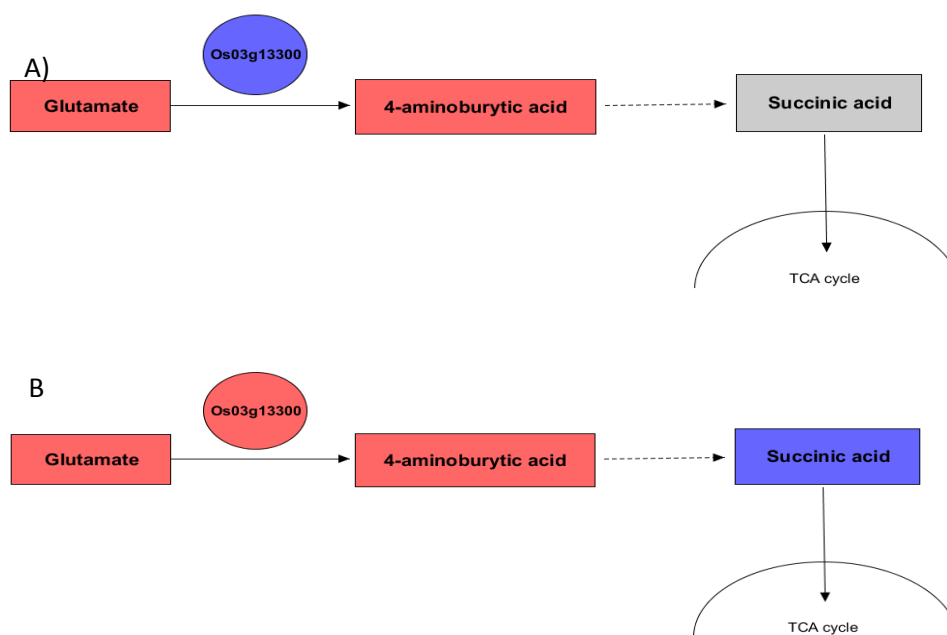 A)
Os03g13300
Glutamate
4-aminoburytic acid
Succinic acid
TCA cycle
B
Os03g13300
Glutamate
4-aminoburytic acid
Succinic acid
TCA cycle